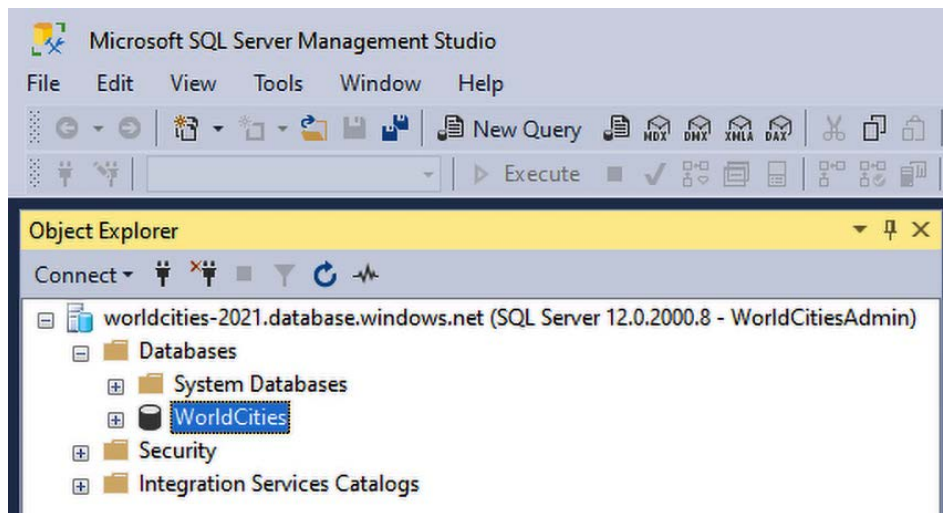 Microsoft SQL Server Management Studio
File Edit View Tools Window Help
New Query MDX DMX XMLA DAX
Execute
Object Explorer
Connect
worldcities-2021.database.windows.net (SQL Server 12.0.2000.8 - WorldCitiesAdmin)
Databases
System Databases
WorldCities
Security
Integration Services Catalogs